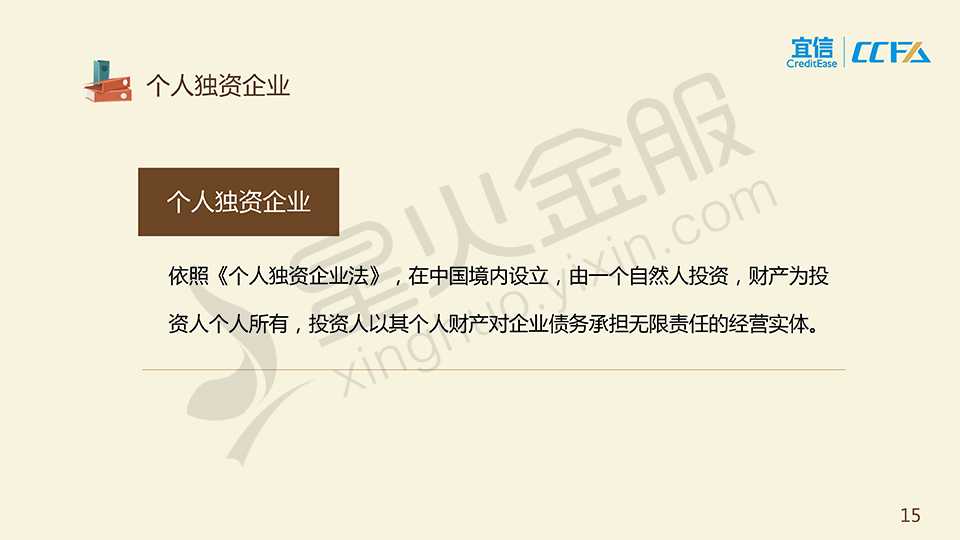 宜信
CreditEase
CCFA
个人独资企业
个人独资企业
依照《个人独资企业法》，在中国境内设立，由一个自然人投资，财产为投
资人个人所有，投资人以其个人财产对企业债务承担无限责任的经营实体。
星火金服
xinghuo.yixin.com
15